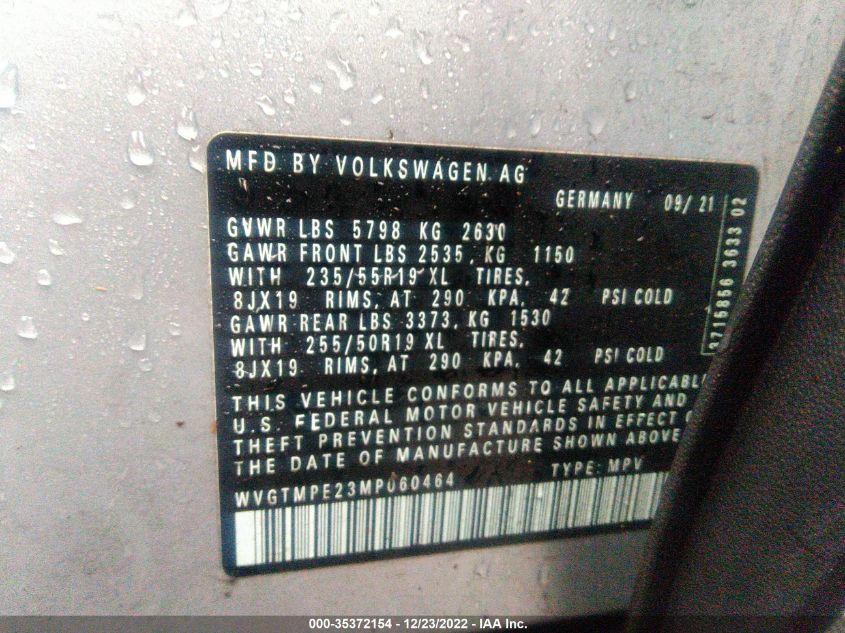 MFD BY VOLKSWAGEN AG
GERMANY 09/21
GVWR LBS 5798 KG 2630
GAWR FRONT LBS 2535, KG 1150
WITH 235/55R19 XL TIRES,
8JX19 RIMS, AT 290 KPA, 42 PSI COLD
GAWR REAR LBS 3373, KG 1530
WITH 255/50R19 XL TIRES,
8JX19 RIMS, AT 290 KPA, 42 PSI COLD
THIS VEHICLE CONFORMS TO ALL APPLICABL
U.S. FEDERAL MOTOR VEHICLE SAFETY AND
THEFT PREVENTION STANDARDS IN EFFECT O
THE DATE OF MANUFACTURE SHOWN ABOVE
WVGTMPE23MP060464 TYPE: MPV
3633 02
000-35372154 - 12/23/2022 - IAA Inc.